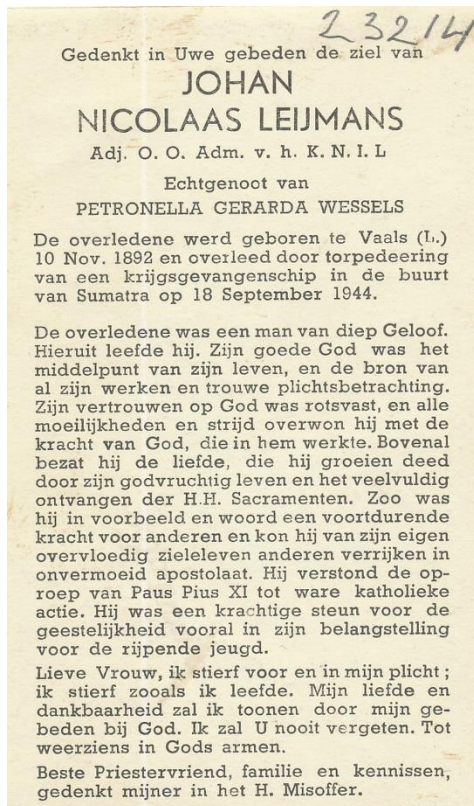 23214
Gedenkt in Uwe gebeden de ziel van
JOHAN
NICOLAAS LEIJMANS
Adj. O. O. Adm. v. h. K. N. I. L
Echtgenoot van
PETRONELLA GERARDA WESSELS
De overledene werd geboren te Vaals (L.)
10 Nov. 1892 en overleed door torpedeering
van een krijgsgevangenschip in de buurt
van Sumatra op 18 September 1944.
De overledene was een man van diep Geloof.
Hieruit leefde hij. Zijn goede God was het
middelpunt van zijn leven, en de bron van
al zijn werken en trouwe plichtsbetrachting.
Zijn vertrouwen op God was rotsvast, en alle
moeilijkheden en strijd overwon hij met de
kracht van God, die in hem werkte. Bovenal
bezat hij de liefde, die hij groeien deed
door zijn godvruchtig leven en het veelvuldig
ontvangen der H.H. Sacramenten. Zoo was
hij in voorbeeld en woord een voortdurende
kracht voor anderen en kon hij van zijn eigen
overvloedig zieleleven anderen verrijken in
onvermoeid apostolaat. Hij verstond de op-
roep van Paus Pius XI tot ware katholieke
actie. Hij was een krachtige steun voor de
geestelijkheid vooral in zijn belangstelling
voor de rijpende jeugd.
Lieve Vrouw, ik stierf voor en in mijn plicht ;
ik stierf zooals ik leefde. Mijn liefde en
dankbaarheid zal ik toonen door mijn ge-
beden bij God. Ik zal U nooit vergeten. Tot
weerziens in Gods armen.
Beste Priestervriend, familie en kennissen,
gedenkt mijner in het H. Misoffer.